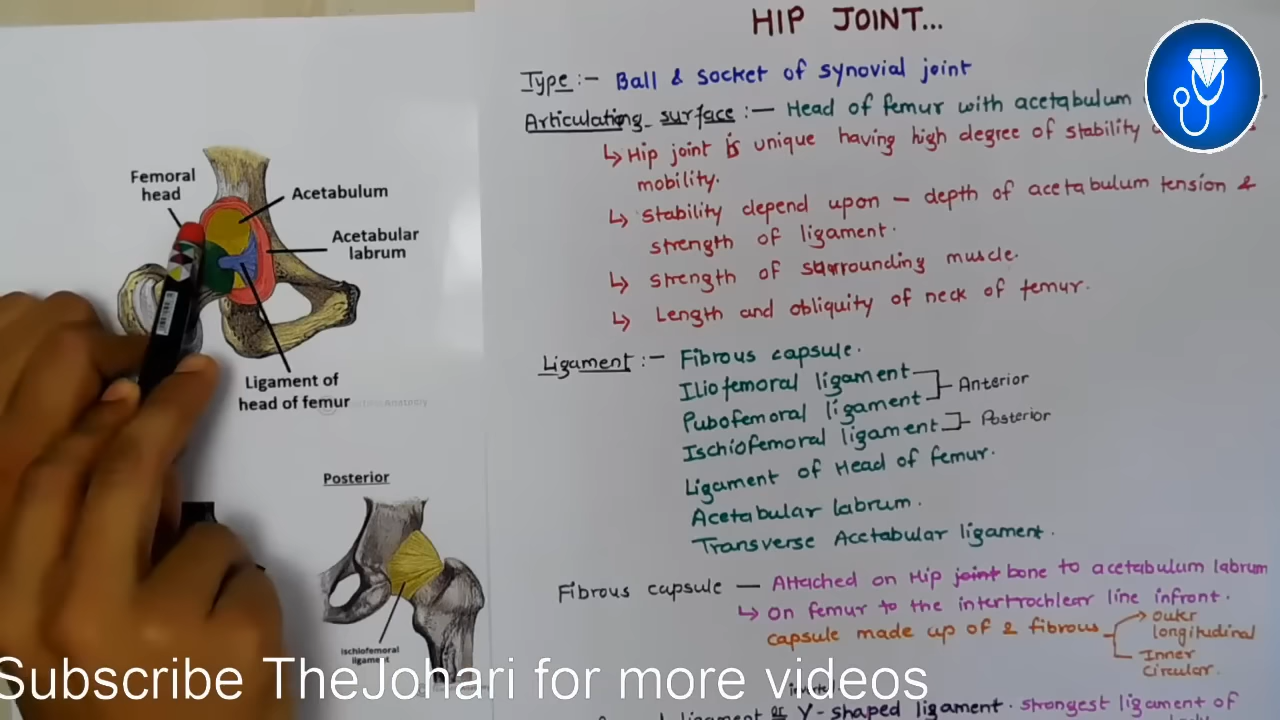 HIP JOINT...
Type :- Ball & socket of synovial joint
Articulating surface :- Head of femur with acetabulum
↳ Hip joint is unique having high degree of stability
mobility.
↳ Stability depend upon - depth of acetabulum tension &
strength of ligament.
↳ strength of surrounding muscle.
↳ Length and obliquity of neck of femur.
Ligament :- Fibrous capsule.
Iliofemoral ligament
Pubofemoral ligament
Anterior
Ischiofemoral ligament
Posterior
Ligament of Head of femur.
Acetabular labrum.
Transverse Acetabular ligament.
Fibrous capsule - Attached on Hip joint bone to acetabulum labrum
↳ On femur to the intertrochlear line infront.
capsule made up of 2 fibrous
outer
longitudinal
Inner
Circular.
ligament or Y-shaped ligament. strongest ligament of
Femoral
head
Acetabulum
Acetabular
labrum
Ligament of
head of femur
Posterior
Ischiofemoral
ligament
Subscribe TheJohari for more videos